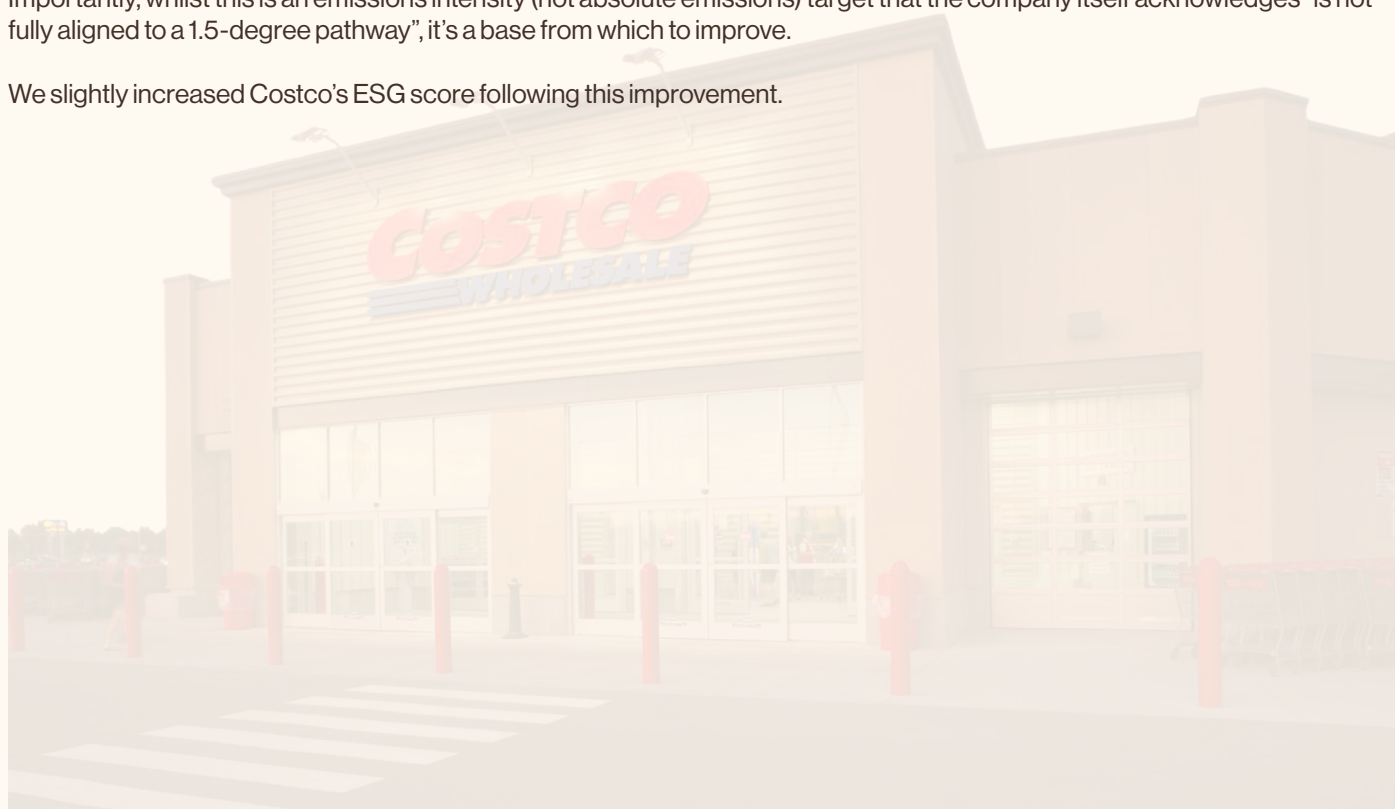 Importantly, whilst this is an emissions intensity (not absolute emissions) target that the company itself acknowledges “is not
fully aligned to a 1.5-degree pathway”, it’s a base from which to improve.
We slightly increased Costco’s ESG score following this improvement.
COSTCO
WHOLESALE